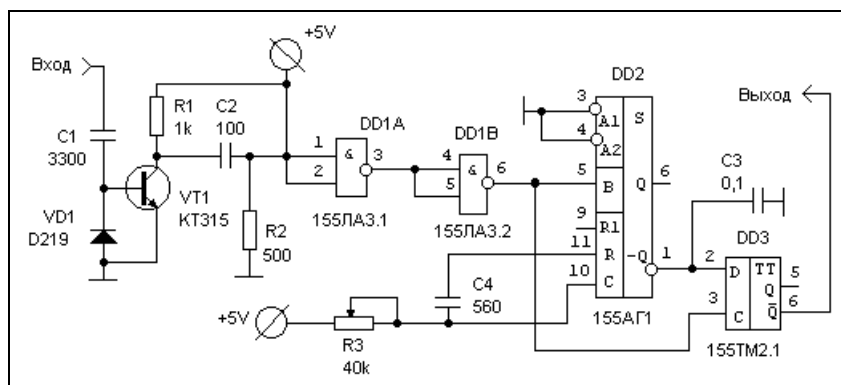 +5V
Вход
DD2
Выход
R1
1k
C2
100
3
A1
S
4
A2
C1
3300
DD1A
DD1B
C3
0,1
1
2
&
3
4
5
&
6
5
B
Q
6
VT1
КТ315
9
R1
VD1
D219
R2
500
155ЛА3.1
155ЛА3.2
11
R
-Q
1
10
C
DD3
2
D
TT
5
Q
3
C
Q̅
6
C4
560
+5V
155АГ1
155ТМ2.1
R3
40k